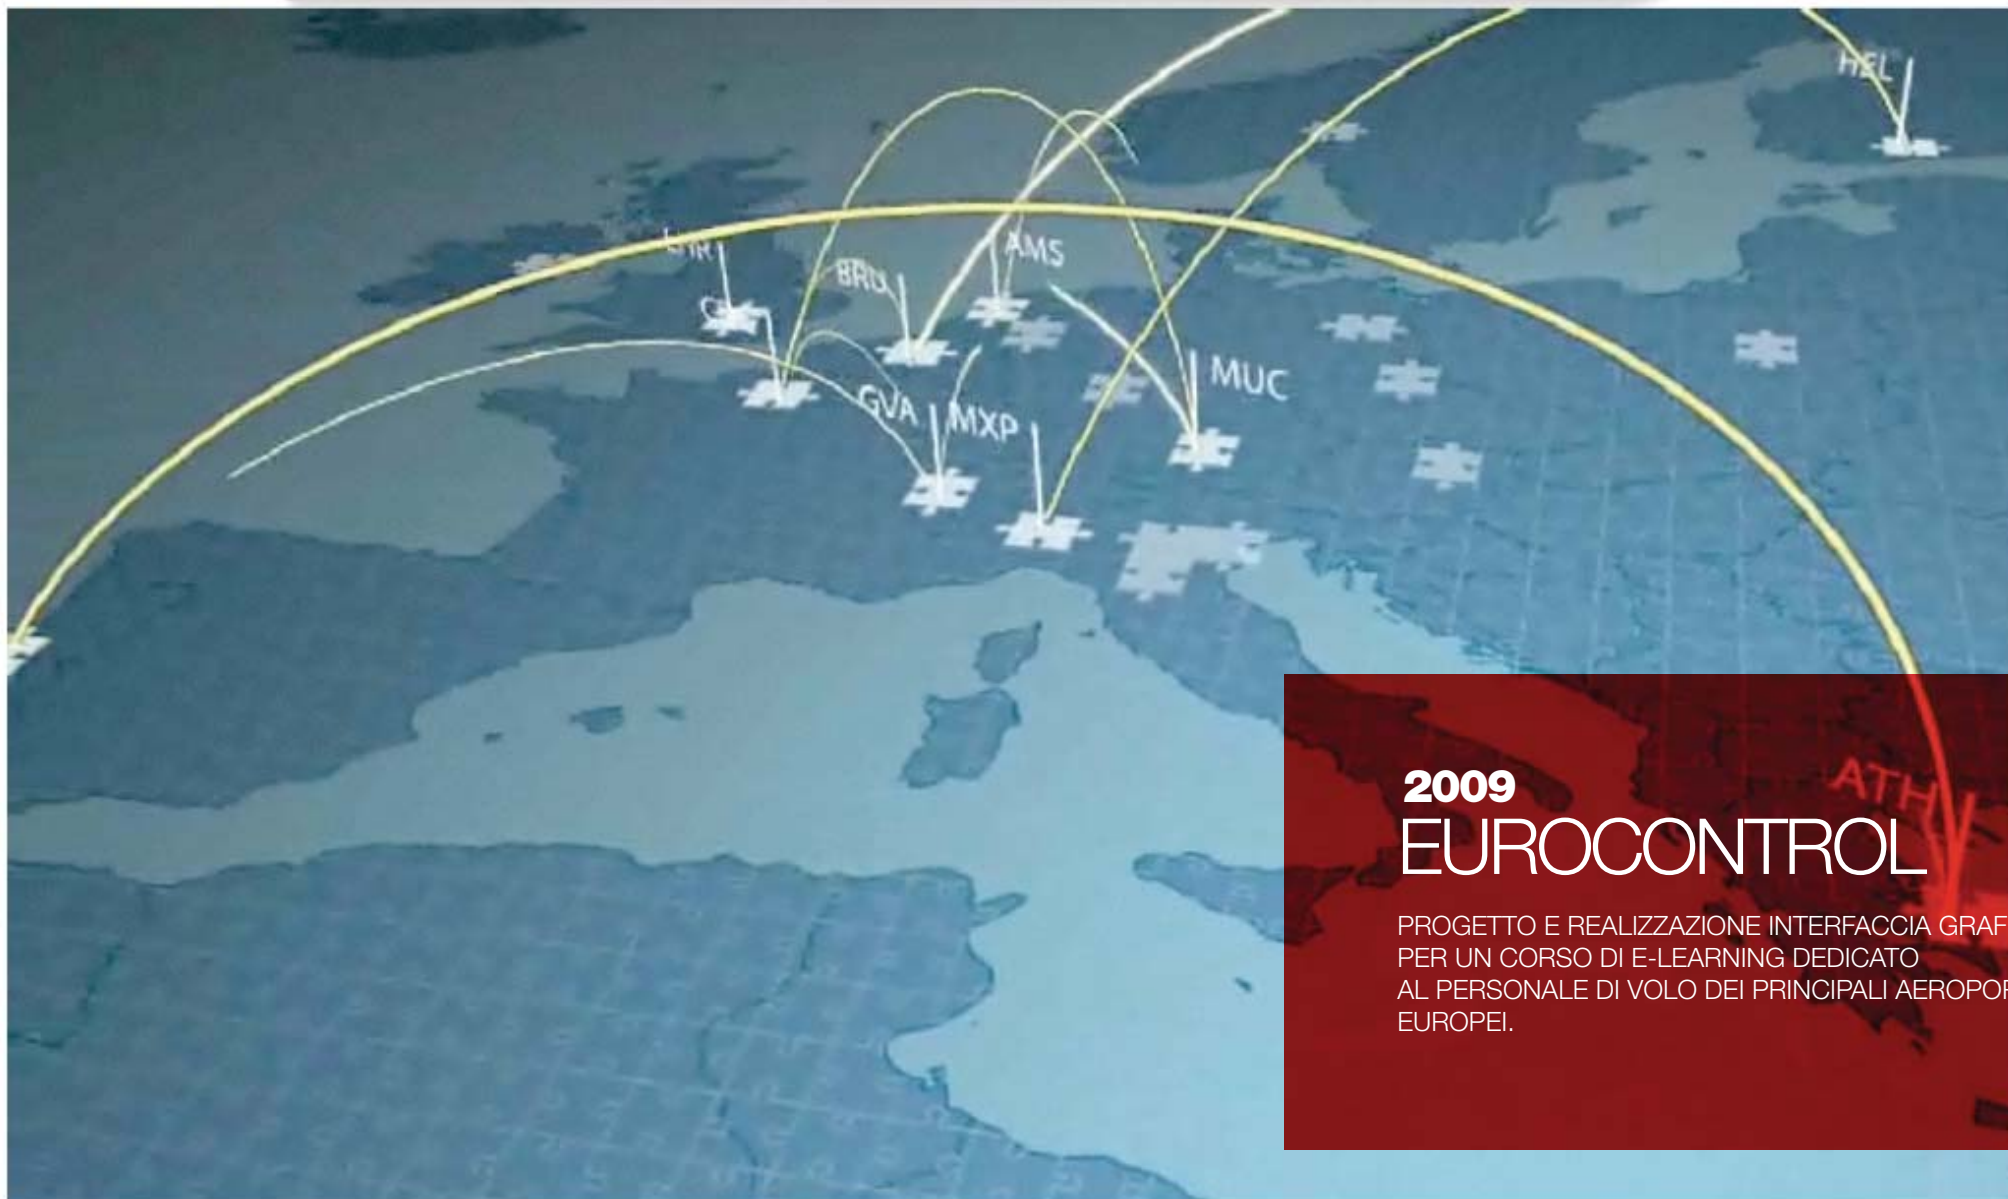 HEL
LHR
AMS
MUC
GVA
MXP
ATH
2009
EUROCONTROL
PROGETTO E REALIZZAZIONE INTERFACCIA GRAF
PER UN CORSO DI E-LEARNING DEDICATO
AL PERSONALE DI VOLO DEI PRINCIPALI AEROPOR
EUROPEI.